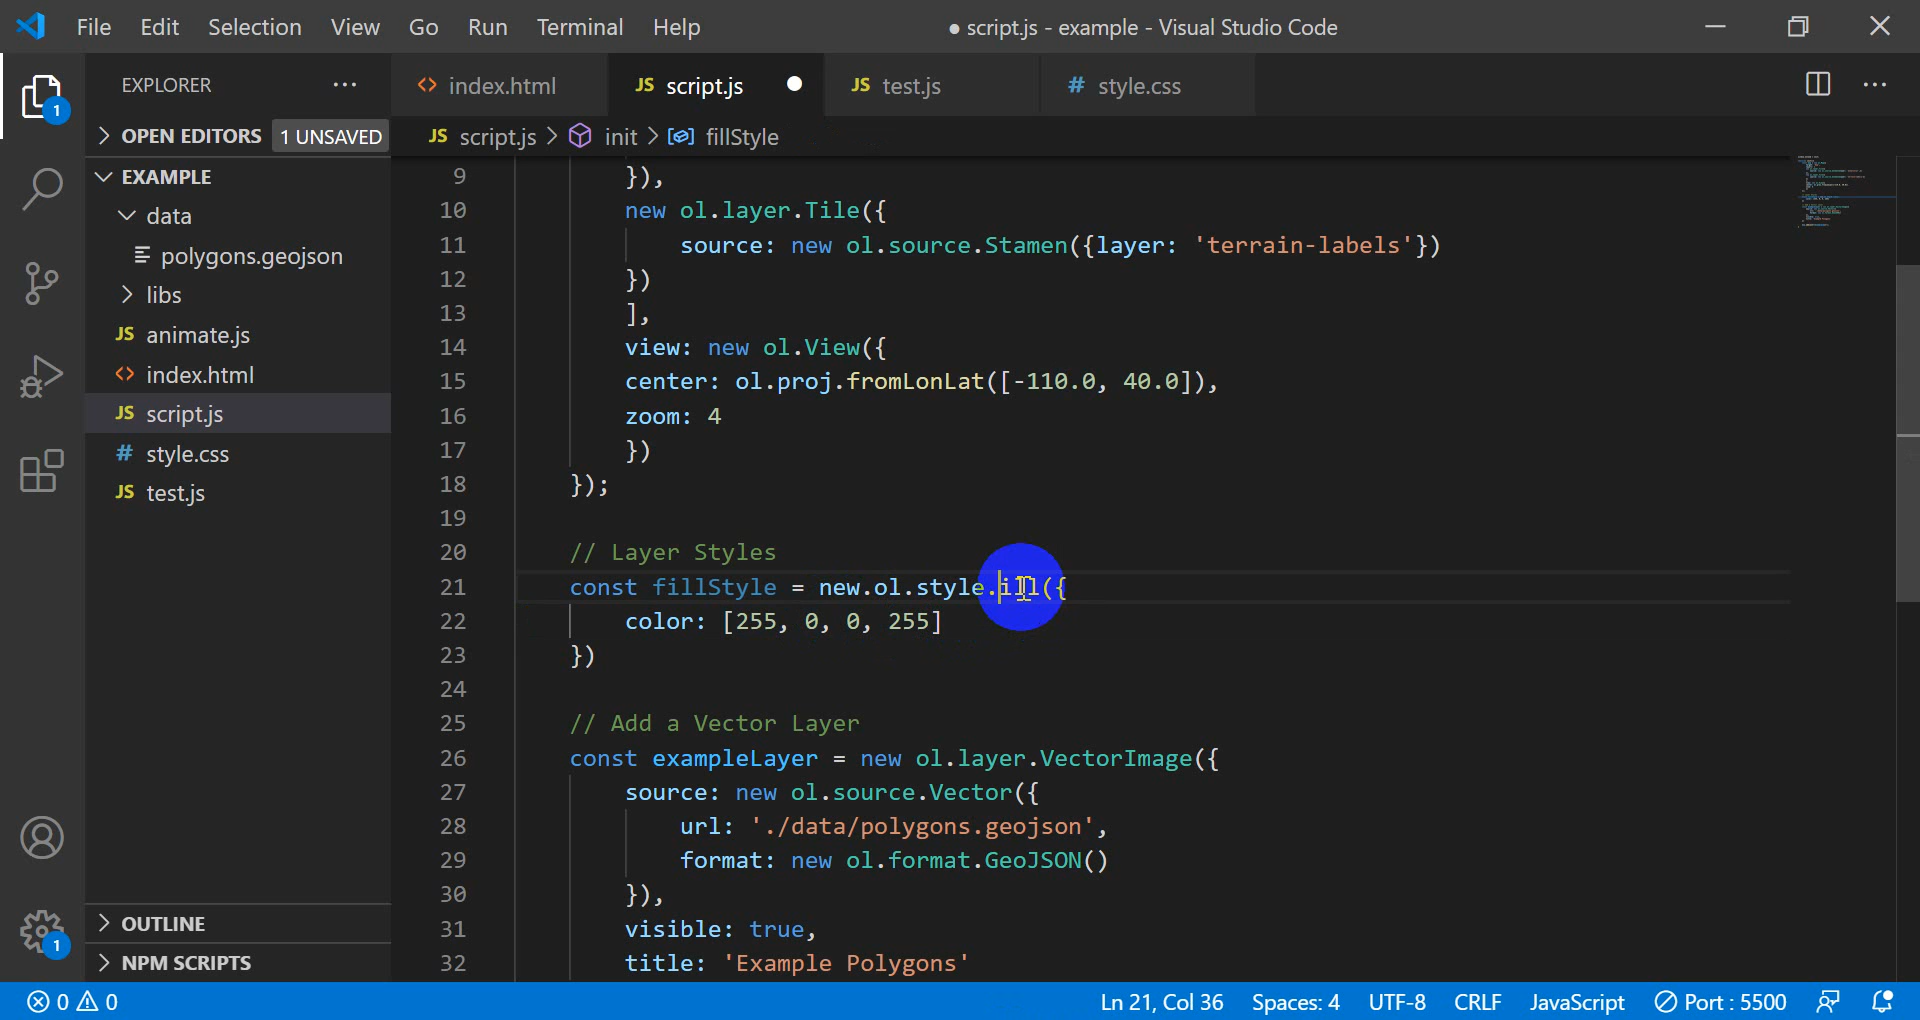 File Edit Selection View Go Run Terminal Help
● script.js - example - Visual Studio Code
EXPLORER ···
1
OPEN EDITORS 1 UNSAVED
EXAMPLE
data
polygons.geojson
libs
JS animate.js
<> index.html
JS script.js
# style.css
JS test.js
OUTLINE
NPM SCRIPTS
1
<> index.html JS script.js ● JS test.js # style.css ···
JS script.js > init > fillStyle
9 }),
10 new ol.layer.Tile({
11 source: new ol.source.Stamen({layer: 'terrain-labels'})
12 })
13 ],
14 view: new ol.View({
15 center: ol.proj.fromLonLat([-110.0, 40.0]),
16 zoom: 4
17 })
18 });
19
20 // Layer Styles
21 const fillStyle = new.ol.style.ill({
22 color: [255, 0, 0, 255]
23 })
24
25 // Add a Vector Layer
26 const exampleLayer = new ol.layer.VectorImage({
27 source: new ol.source.Vector({
28 url: './data/polygons.geojson',
29 format: new ol.format.GeoJSON()
30 }),
31 visible: true,
32 title: 'Example Polygons'
0 0 Ln 21, Col 36 Spaces: 4 UTF-8 CRLF JavaScript Port : 5500